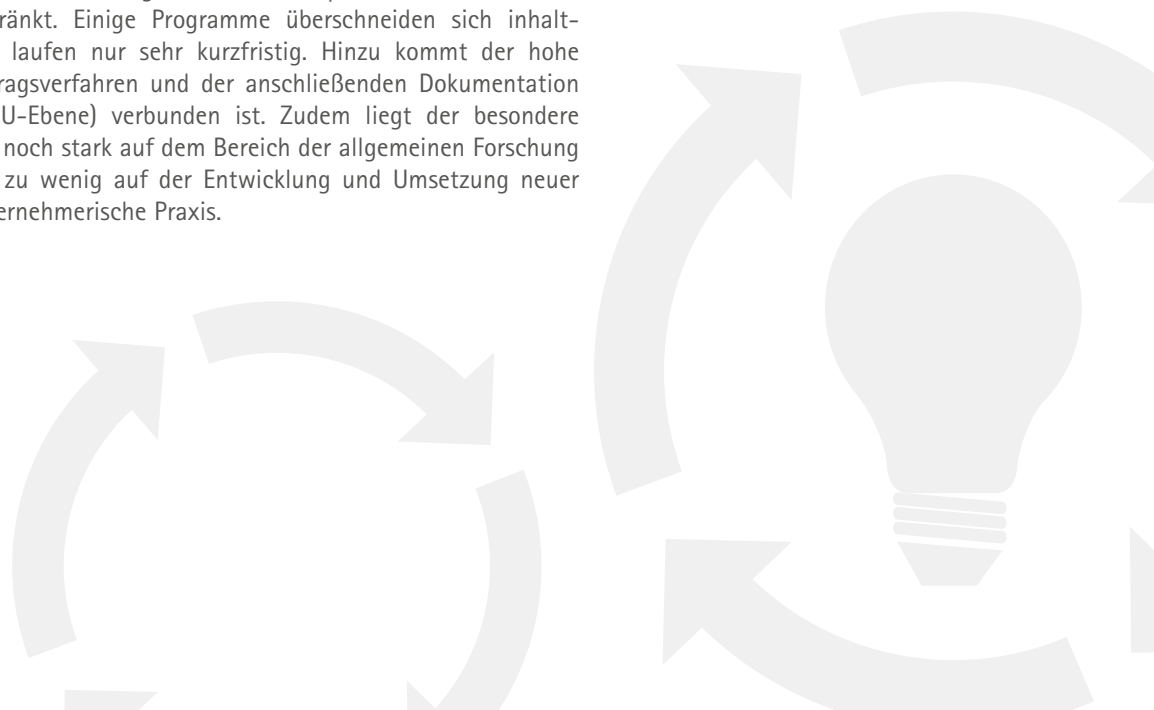 ränkt. Einige Programme überschneiden sich inhalt-
laufen nur sehr kurzfristig. Hinzu kommt der hohe
ragsverfahren und der anschließenden Dokumentation
U-Ebene) verbunden ist. Zudem liegt der besondere
noch stark auf dem Bereich der allgemeinen Forschung
zu wenig auf der Entwicklung und Umsetzung neuer
ernehmerische Praxis.